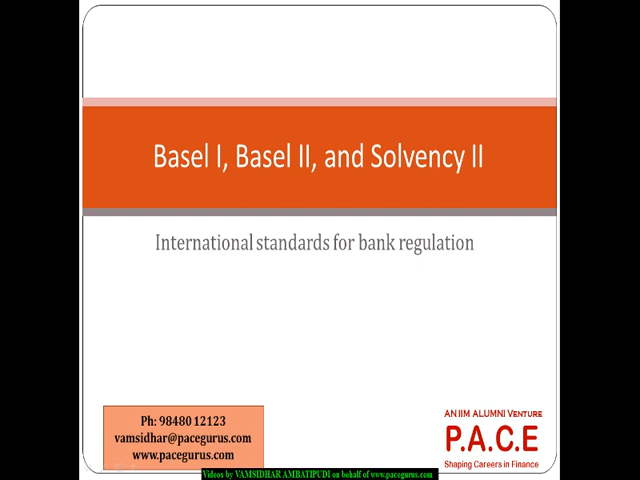 Basel I, Basel II, and Solvency II
International standards for bank regulation
Ph: 98480 12123
vamsidhar@pacegurus.com
www.pacegurus.com
AN IIM ALUMNI VENTURE
P.A.C.E
Shaping Careers in Finance
Videos by VAMSIDHAR AMBATIPUDI on behalf of www.pacegurus.com